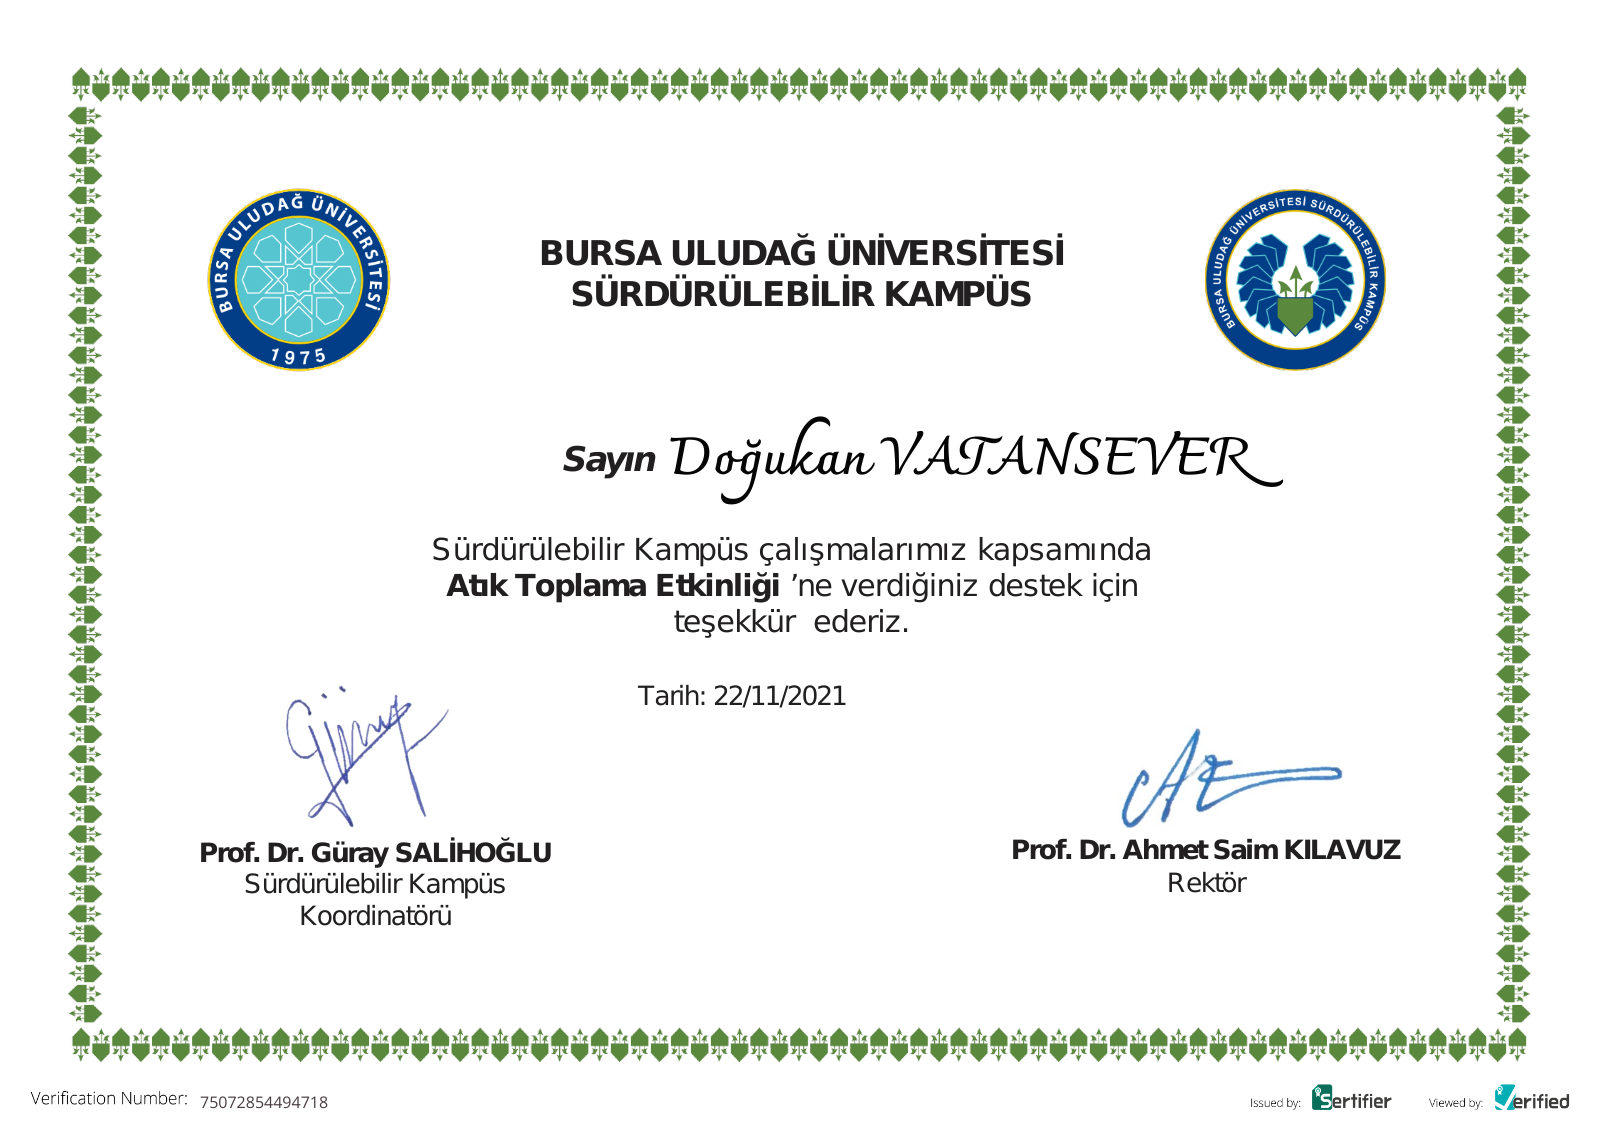 BURSA ULUDAĞ ÜNİVERSİTESİ
1975
BURSA ULUDAĞ ÜNİVERSİTESİ
SÜRDÜRÜLEBİLİR KAMPÜS
BURSA ULUDAĞ ÜNİVERSİTESİ SÜRDÜRÜLEBİLİR KAMPÜS
Sayın Doğukan VATANSEVER
Sürdürülebilir Kampüs çalışmalarımız kapsamında
Atık Toplama Etkinliği ’ne verdiğiniz destek için
teşekkür ederiz.
Tarih: 22/11/2021
Prof. Dr. Güray SALİHOĞLU
Sürdürülebilir Kampüs
Koordinatörü
Prof. Dr. Ahmet Saim KILAVUZ
Rektör
Verification Number: 75072854494718
Issued by: Sertifier
Viewed by: Verified